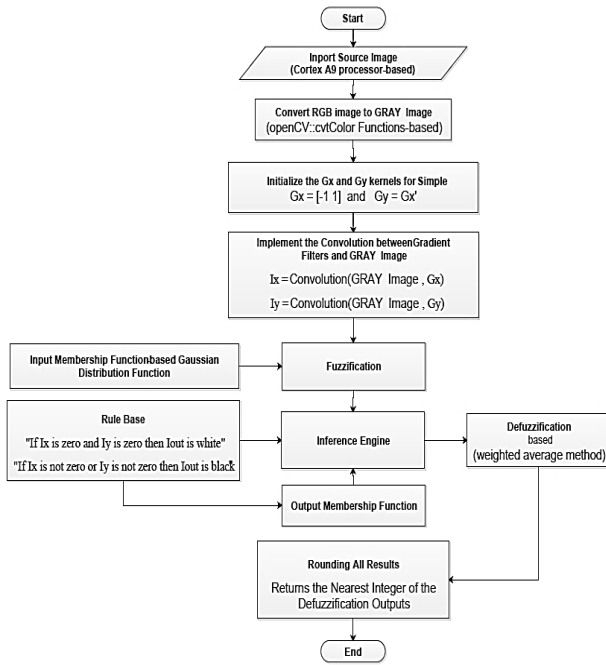 Start
Inport Source Image
(Cortex A9 processor-based)
Convert RGB image to GRAY Image
(openCV::cvtColor Functions-based)
Initialize the Gx and Gy kernels for Simple
Gx = [-1 1] and Gy = Gx'
Implement the Convolution betweenGradient
Filters and GRAY Image
Ix =Convolution(GRAY Image , Gx)
Iy =Convolution(GRAY Image , Gy)
Input Membership Function-based Gaussian
Distribution Function
Fuzzification
Rule Base
"If Ix is zero and Iy is zero then Iout is white"
"If Ix is not zero or Iy is not zero then Iout is black"
Inference Engine
Defuzzification
based
(weighted average method)
Output Membership Function
Rounding All Results
Returns the Nearest Integer of the
Defuzzification Outputs
End